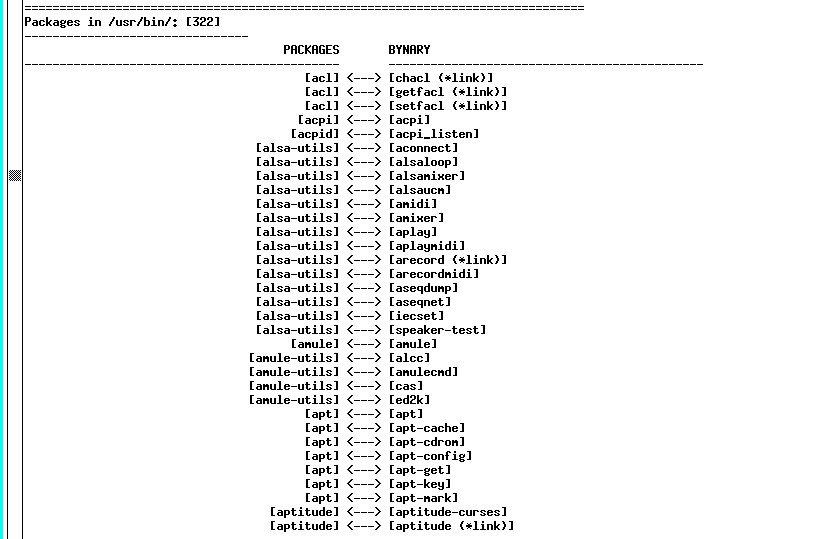 ================================================================================
Packages in /usr/bin/: [322]
--------------------------------
PACKAGES BYNARY
--------------------------------------------- ---------------------------------------------
[acl] <---> [chacl (*link)]
[acl] <---> [getfacl (*link)]
[acl] <---> [setfacl (*link)]
[acpi] <---> [acpi]
[acpid] <---> [acpi_listen]
[alsa-utils] <---> [aconnect]
[alsa-utils] <---> [alsaloop]
[alsa-utils] <---> [alsamixer]
[alsa-utils] <---> [alsaucm]
[alsa-utils] <---> [amidi]
[alsa-utils] <---> [amixer]
[alsa-utils] <---> [aplay]
[alsa-utils] <---> [aplaymidi]
[alsa-utils] <---> [arecord (*link)]
[alsa-utils] <---> [arecordmidi]
[alsa-utils] <---> [aseqdump]
[alsa-utils] <---> [aseqnet]
[alsa-utils] <---> [iecset]
[alsa-utils] <---> [speaker-test]
[amule] <---> [amule]
[amule-utils] <---> [alcc]
[amule-utils] <---> [amulecmd]
[amule-utils] <---> [cas]
[amule-utils] <---> [ed2k]
[apt] <---> [apt]
[apt] <---> [apt-cache]
[apt] <---> [apt-cdrom]
[apt] <---> [apt-config]
[apt] <---> [apt-get]
[apt] <---> [apt-key]
[apt] <---> [apt-mark]
[aptitude] <---> [aptitude-curses]
[aptitude] <---> [aptitude (*link)]